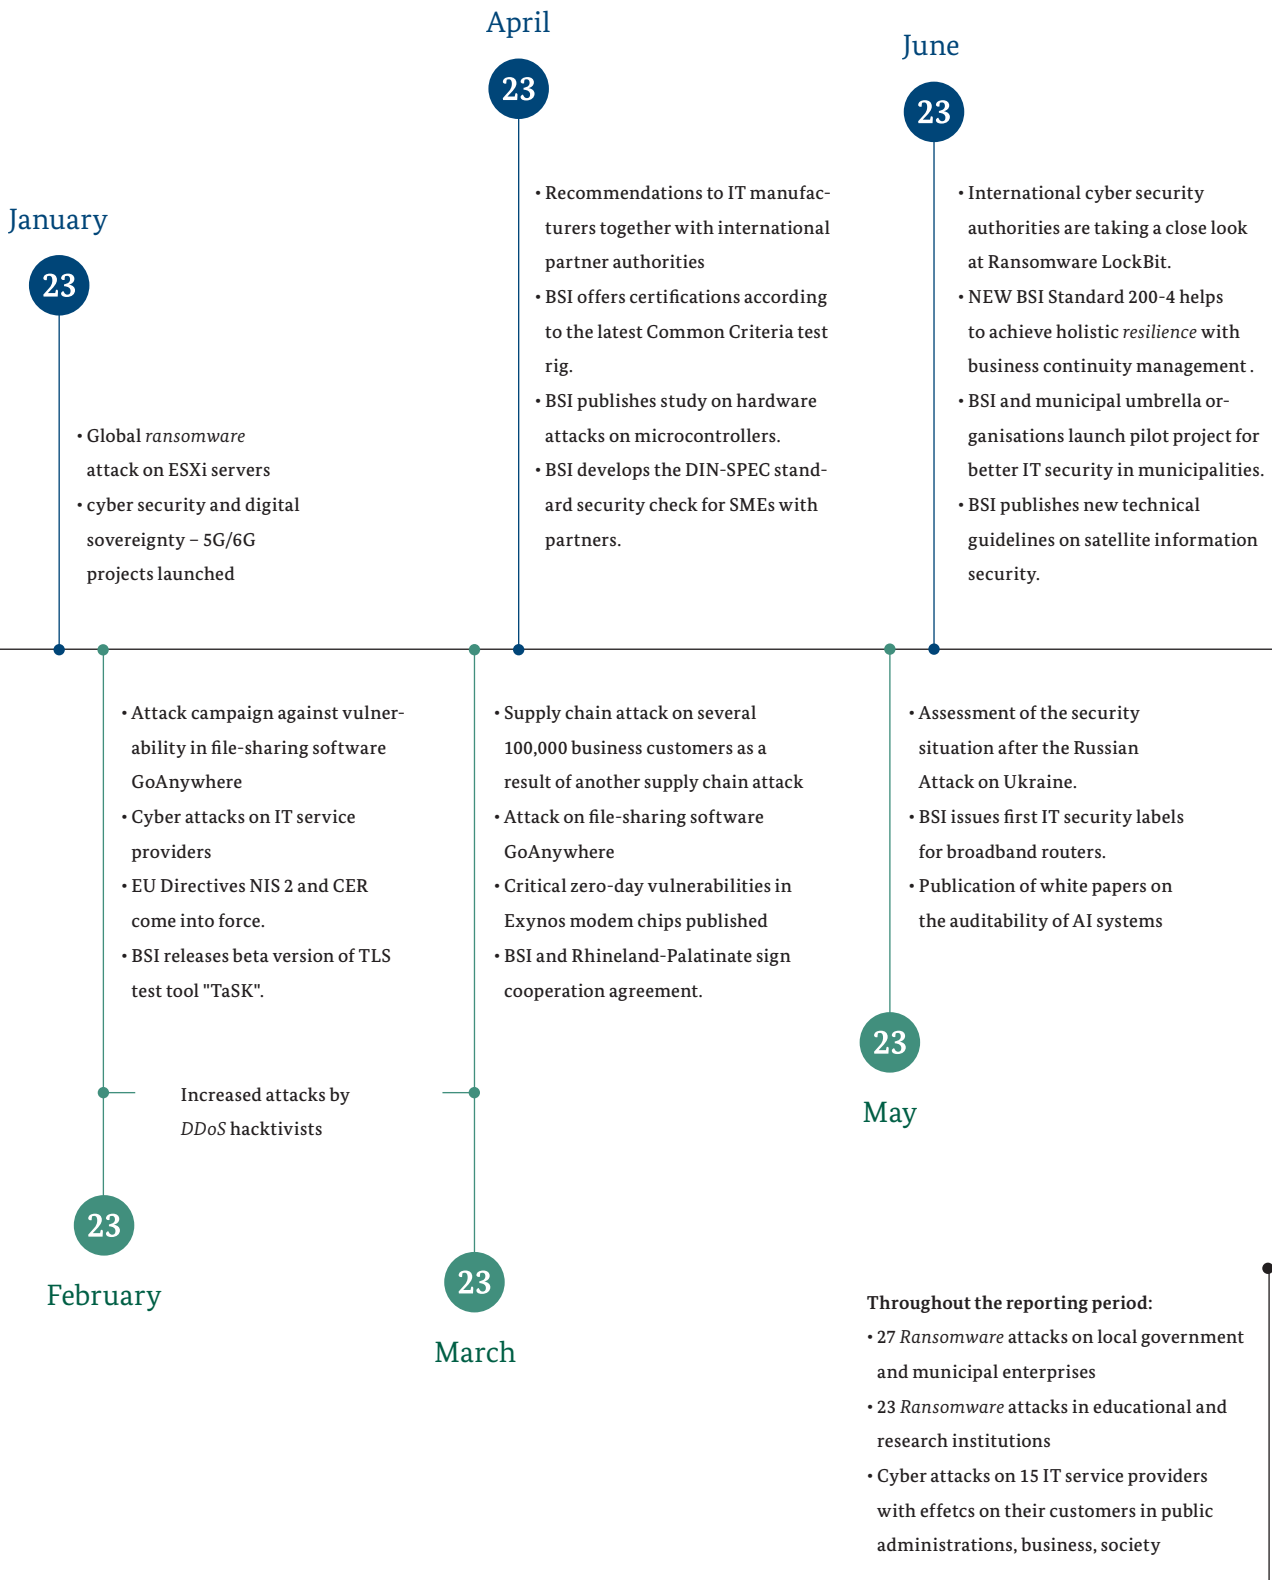 January
23
• Global ransomware
attack on ESXi servers
• cyber security and digital
sovereignty – 5G/6G
projects launched
April
23
• Recommendations to IT manufac-
turers together with international
partner authorities
• BSI offers certifications according
to the latest Common Criteria test
rig.
• BSI publishes study on hardware
attacks on microcontrollers.
• BSI develops the DIN-SPEC stand-
ard security check for SMEs with
partners.
June
23
• International cyber security
authorities are taking a close look
at Ransomware LockBit.
• NEW BSI Standard 200-4 helps
to achieve holistic resilience with
business continuity management .
• BSI and municipal umbrella or-
ganisations launch pilot project for
better IT security in municipalities.
• BSI publishes new technical
guidelines on satellite information
security.
• Attack campaign against vulner-
ability in file-sharing software
GoAnywhere
• Cyber attacks on IT service
providers
• EU Directives NIS 2 and CER
come into force.
• BSI releases beta version of TLS
test tool "TaSK".
Increased attacks by
DDoS hacktivists
23
February
• Supply chain attack on several
100,000 business customers as a
result of another supply chain attack
• Attack on file-sharing software
GoAnywhere
• Critical zero-day vulnerabilities in
Exynos modem chips published
• BSI and Rhineland-Palatinate sign
cooperation agreement.
23
March
• Assessment of the security
situation after the Russian
Attack on Ukraine.
• BSI issues first IT security labels
for broadband routers.
• Publication of white papers on
the auditability of AI systems
23
May
Throughout the reporting period:
• 27 Ransomware attacks on local government
and municipal enterprises
• 23 Ransomware attacks in educational and
research institutions
• Cyber attacks on 15 IT service providers
with effetcs on their customers in public
administrations, business, society